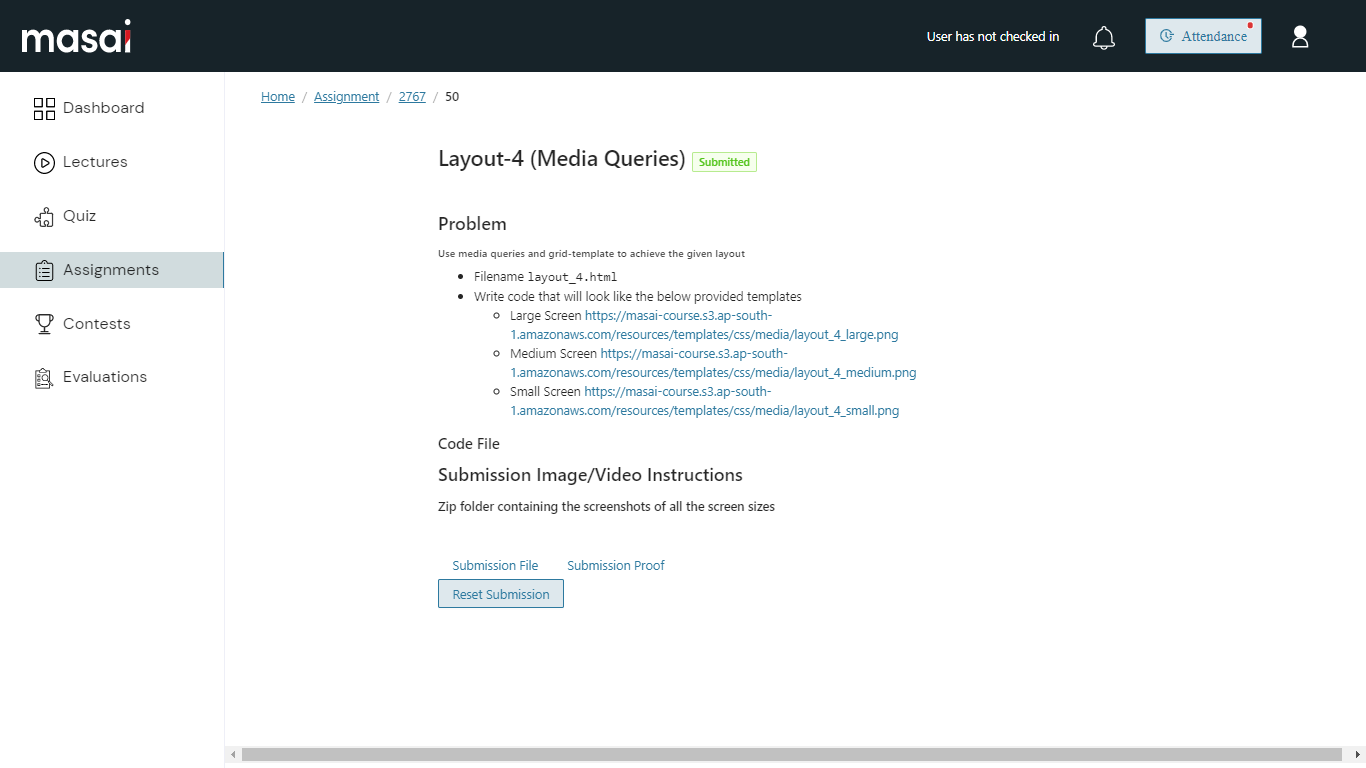 masai
User has not checked in
Attendance
Dashboard
Lectures
Quiz
Assignments
Contests
Evaluations
Home / Assignment / 2767 / 50
Layout-4 (Media Queries) Submitted
Problem
Use media queries and grid-template to achieve the given layout
Filename layout_4.html
Write code that will look like the below provided templates
Large Screen https://masai-course.s3.ap-south-
1.amazonaws.com/resources/templates/css/media/layout_4_large.png
Medium Screen https://masai-course.s3.ap-south-
1.amazonaws.com/resources/templates/css/media/layout_4_medium.png
Small Screen https://masai-course.s3.ap-south-
1.amazonaws.com/resources/templates/css/media/layout_4_small.png
Code File
Submission Image/Video Instructions
Zip folder containing the screenshots of all the screen sizes
Submission File Submission Proof
Reset Submission